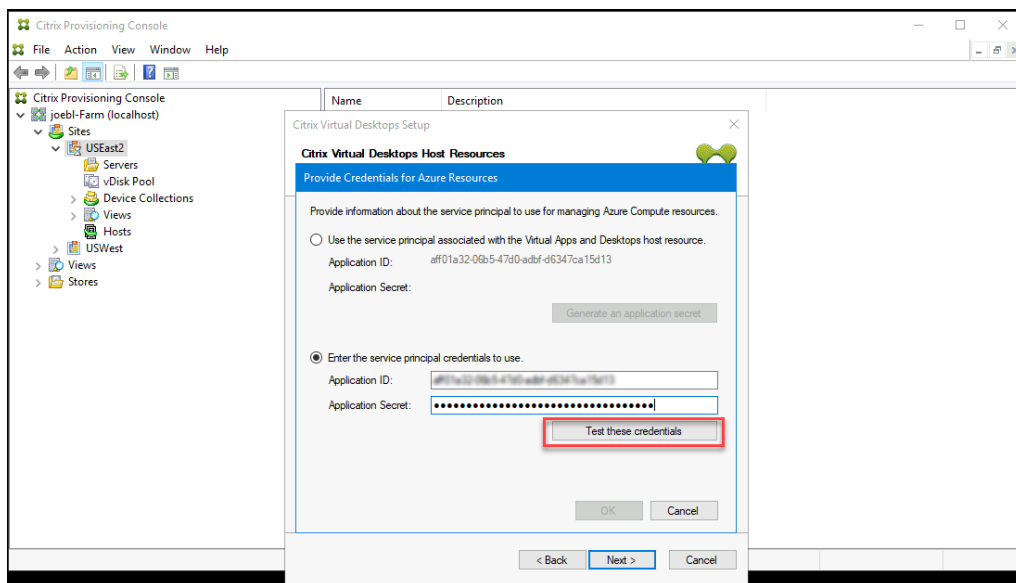 Citrix Provisioning Console
File Action View Window Help
Citrix Provisioning Console
joebl-Farm (localhost)
Sites
USEast2
Servers
vDisk Pool
Device Collections
Views
Hosts
USWest
Views
Stores
Name Description
Citrix Virtual Desktops Setup
Citrix Virtual Desktops Host Resources
Provide Credentials for Azure Resources
Provide information about the service principal to use for managing Azure Compute resources.
Use the service principal associated with the Virtual Apps and Desktops host resource.
Application ID: aff01a32-06b5-47d0-adbf-d6347ca15d13
Application Secret:
Generate an application secret
Enter the service principal credentials to use.
Application ID:
Application Secret:
Test these credentials
OK Cancel
< Back Next > Cancel